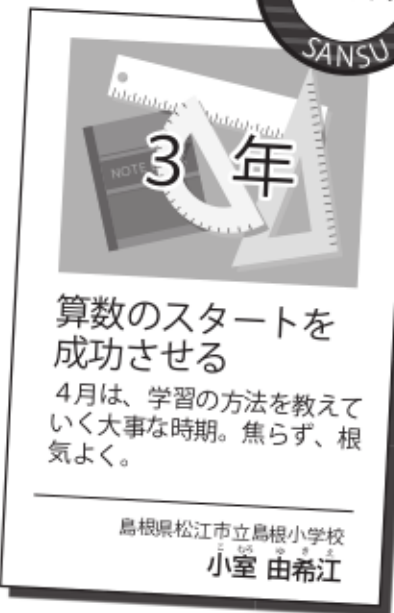 SANSU
NOTE
3 年
算数のスタートを
成功させる
4月は、学習の方法を教えて
いく大事な時期。焦らず、根
気よく。
島根県松江市立島根小学校
こ むろ ゆ き え
小室 由希江